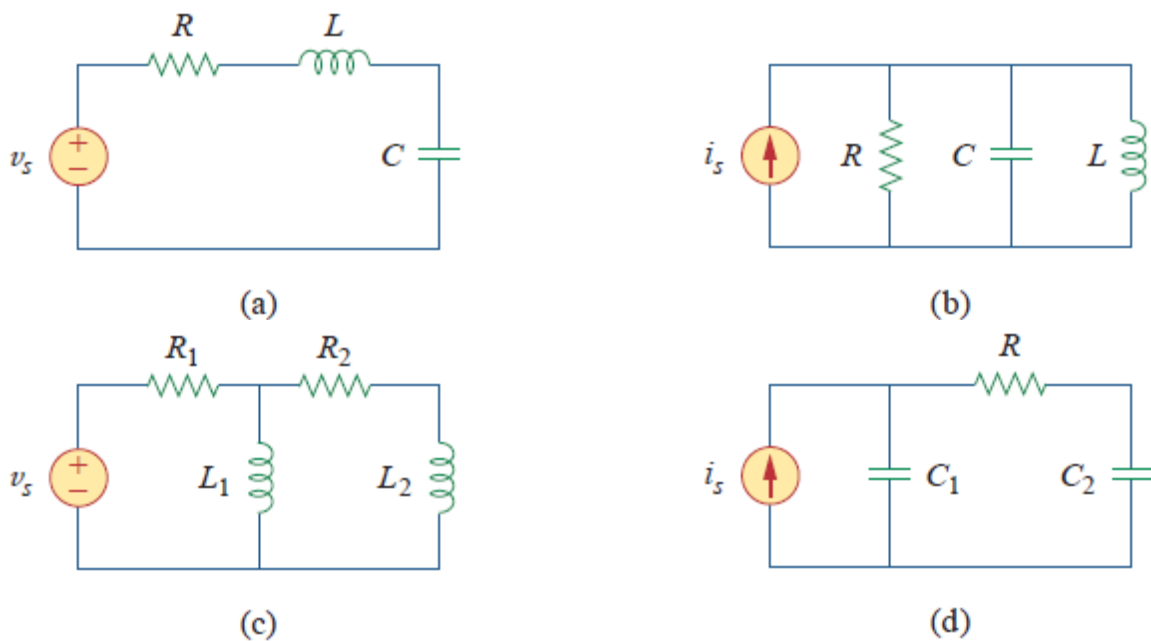 R L
v_s + − C
i_s R C L
(a)
(b)
R_1 R_2
v_s + − L_1 L_2
R
i_s C_1 C_2
(c)
(d)